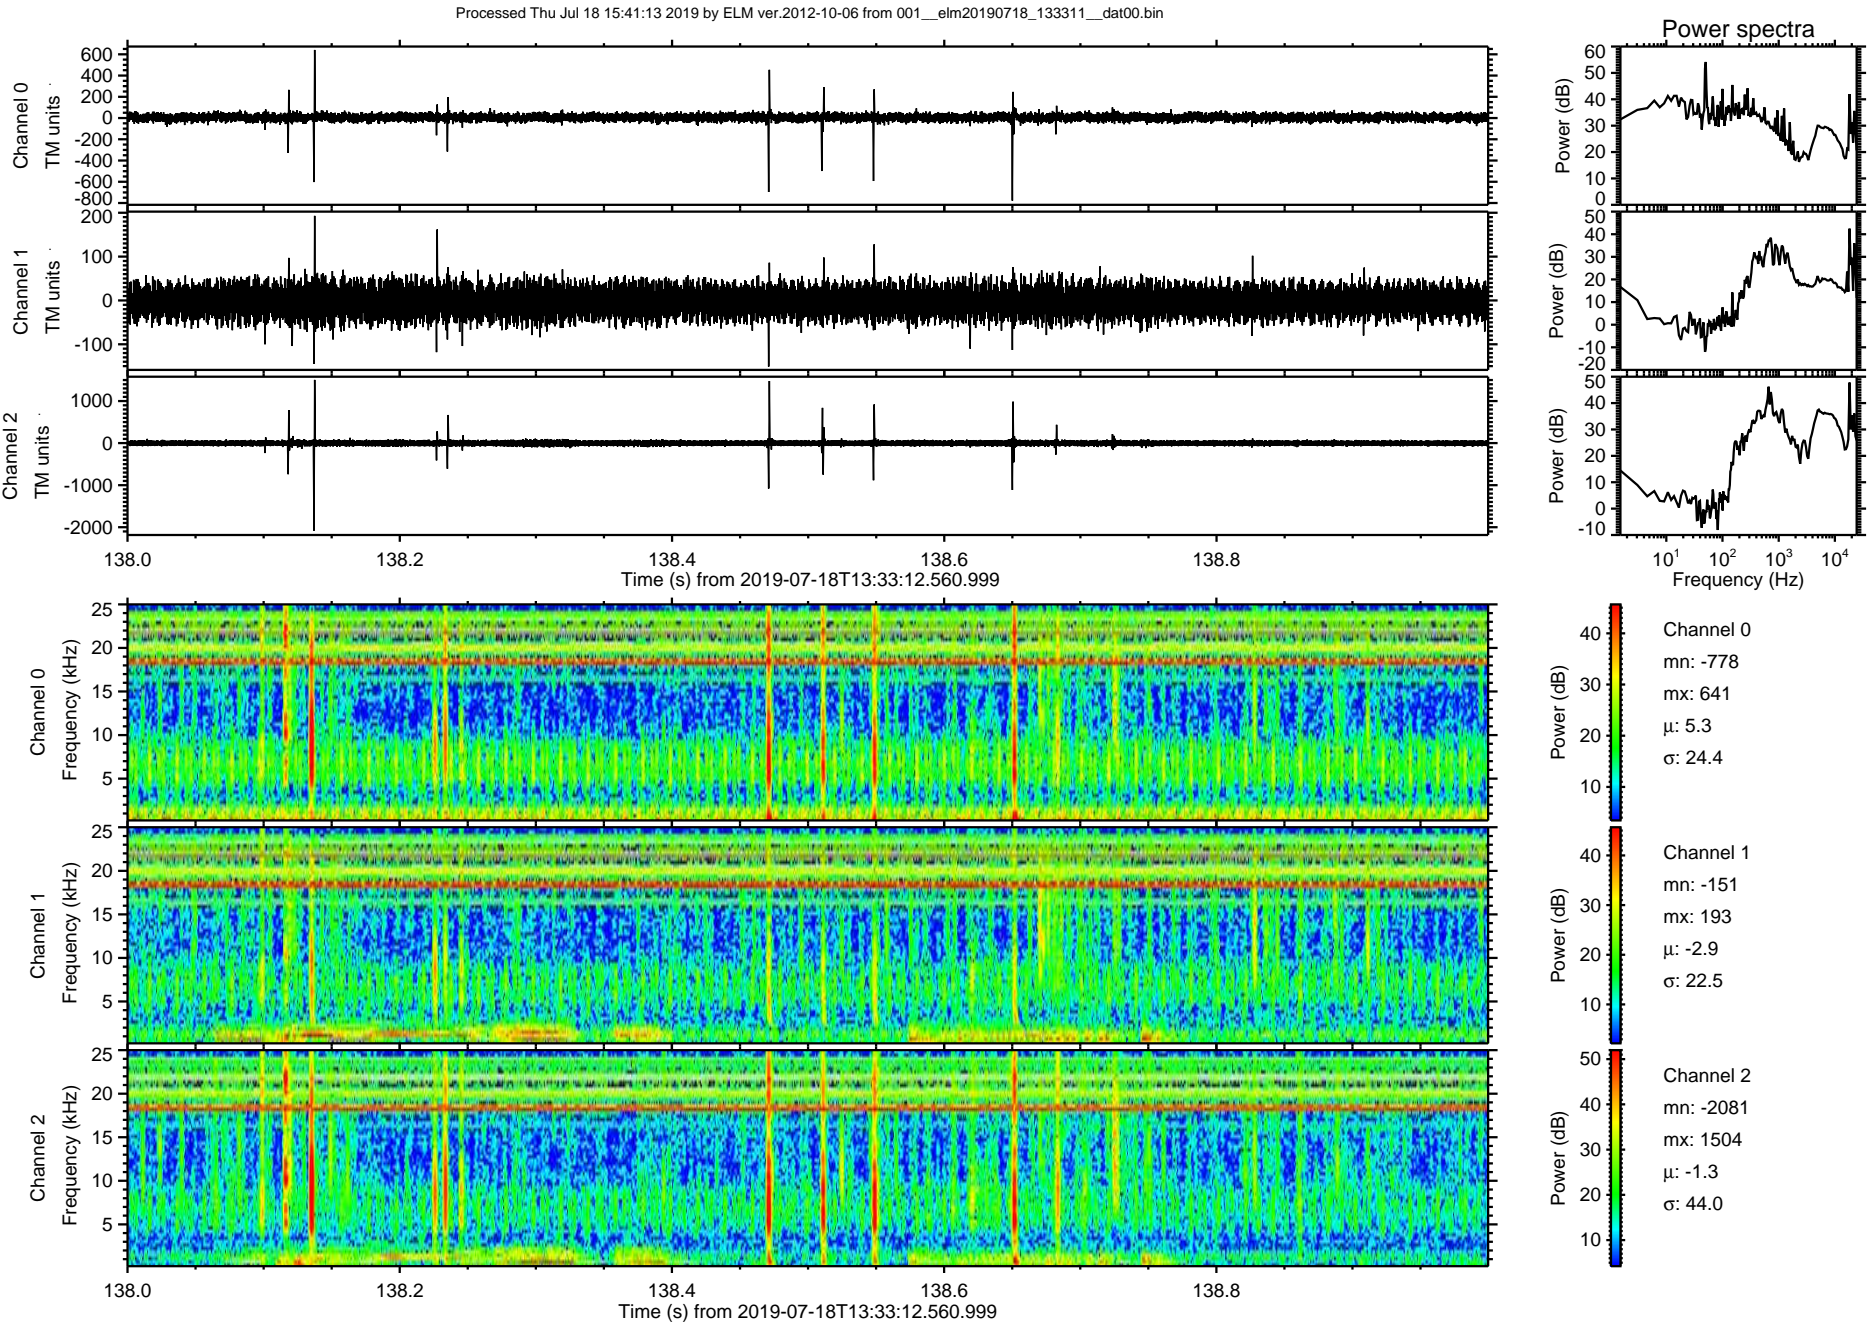 Processed Thu Jul 18 15:41:13 2019 by ELM ver.2012-10-06 from 001__elm20190718_133311__dat00.bin
Power spectra
Channel 0
TM units
600
400
200
0
-200
-400
-600
-800
Power (dB)
60
50
40
30
20
10
0
Channel 1
TM units
200
100
0
-100
Power (dB)
50
40
30
20
10
0
-10
-20
Channel 2
TM units
1000
0
-1000
-2000
Power (dB)
50
40
30
20
10
0
-10
138.0 138.2 138.4 138.6 138.8
Time (s) from 2019-07-18T13:33:12.560.999
10^1 10^2 10^3 10^4
Frequency (Hz)
Channel 0
Frequency (kHz)
25
20
15
10
5
Power (dB)
40
30
20
10
Channel 0
mn: -778
mx: 641
μ: 5.3
σ: 24.4
Channel 1
Frequency (kHz)
25
20
15
10
5
Power (dB)
40
30
20
10
Channel 1
mn: -151
mx: 193
μ: -2.9
σ: 22.5
Channel 2
Frequency (kHz)
25
20
15
10
5
Power (dB)
50
40
30
20
10
Channel 2
mn: -2081
mx: 1504
μ: -1.3
σ: 44.0
138.0 138.2 138.4 138.6 138.8
Time (s) from 2019-07-18T13:33:12.560.999